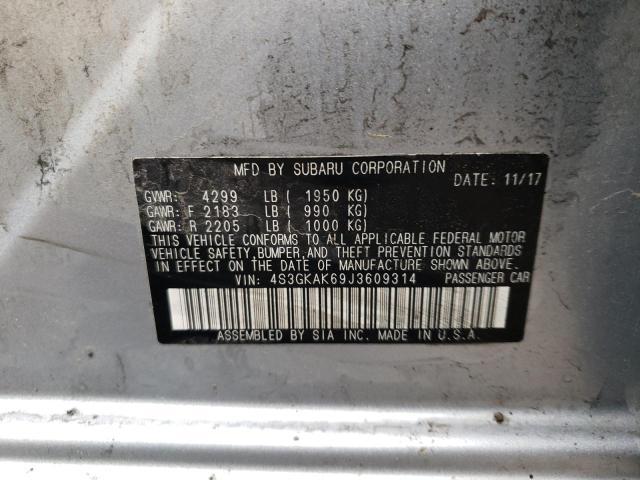 MFD BY SUBARU CORPORATION
DATE: 11/17
GVWR: 4299 LB ( 1950 KG)
GAWR: F 2183 LB ( 990 KG)
GAWR: R 2205 LB ( 1000 KG)
THIS VEHICLE CONFORMS TO ALL APPLICABLE FEDERAL MOTOR
VEHICLE SAFETY, BUMPER, AND THEFT PREVENTION STANDARDS
IN EFFECT ON THE DATE OF MANUFACTURE SHOWN ABOVE.
VIN: 4S3GKAK69J3609314 PASSENGER CAR
ASSEMBLED BY SIA INC. MADE IN U.S.A.